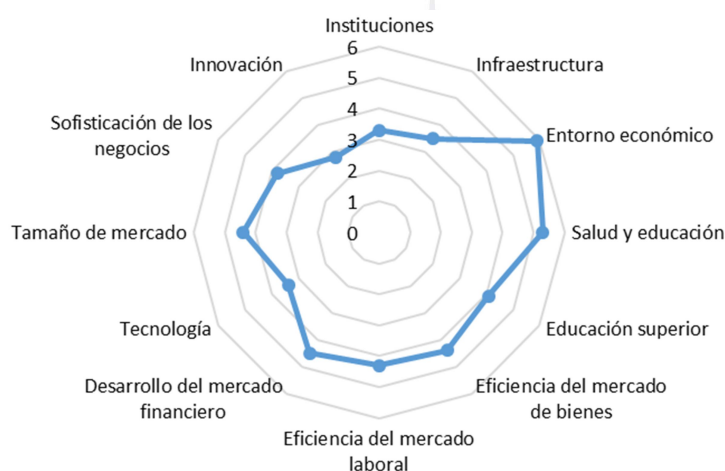 Instituciones
Infraestructura
Entorno económico
Salud y educación
Educación superior
Eficiencia del mercado
de bienes
Eficiencia del mercado
laboral
Desarrollo del mercado
financiero
Tecnología
Tamaño de mercado
Sofisticación de los
negocios
Innovación
6
5
4
3
2
1
0